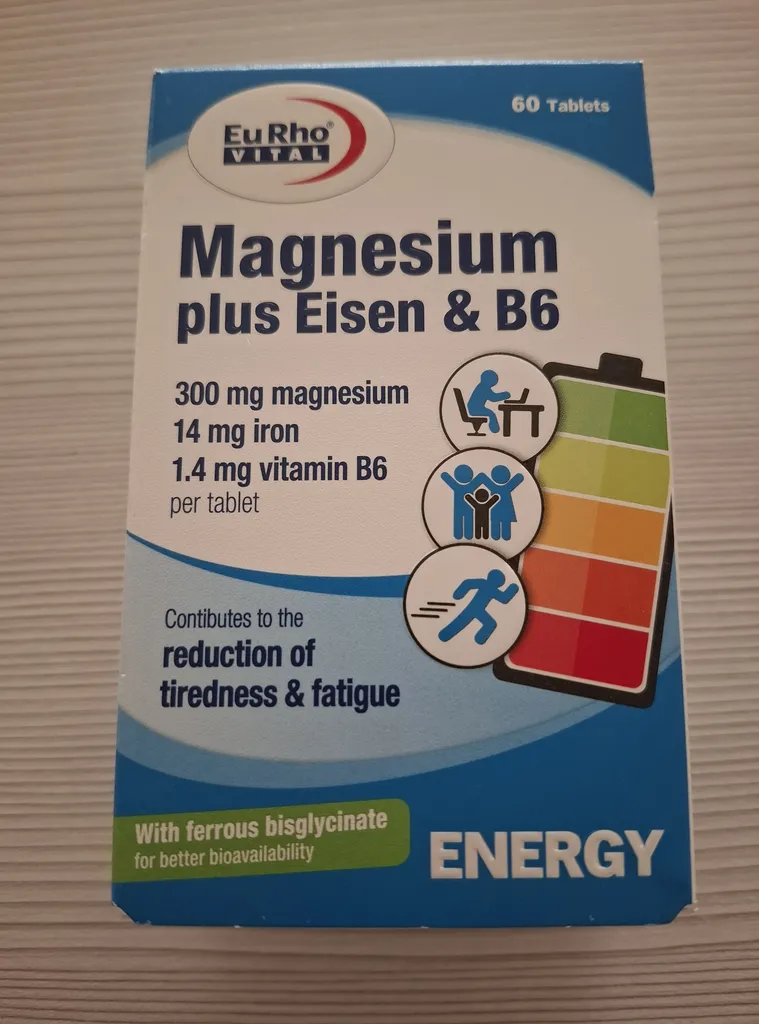 60 Tablets
EuRho®
VITAL
Magnesium
plus Eisen & B6
300 mg magnesium
14 mg iron
1.4 mg vitamin B6
per tablet
Contibutes to the
reduction of
tiredness & fatigue
With ferrous bisglycinate
for better bioavailability
ENERGY